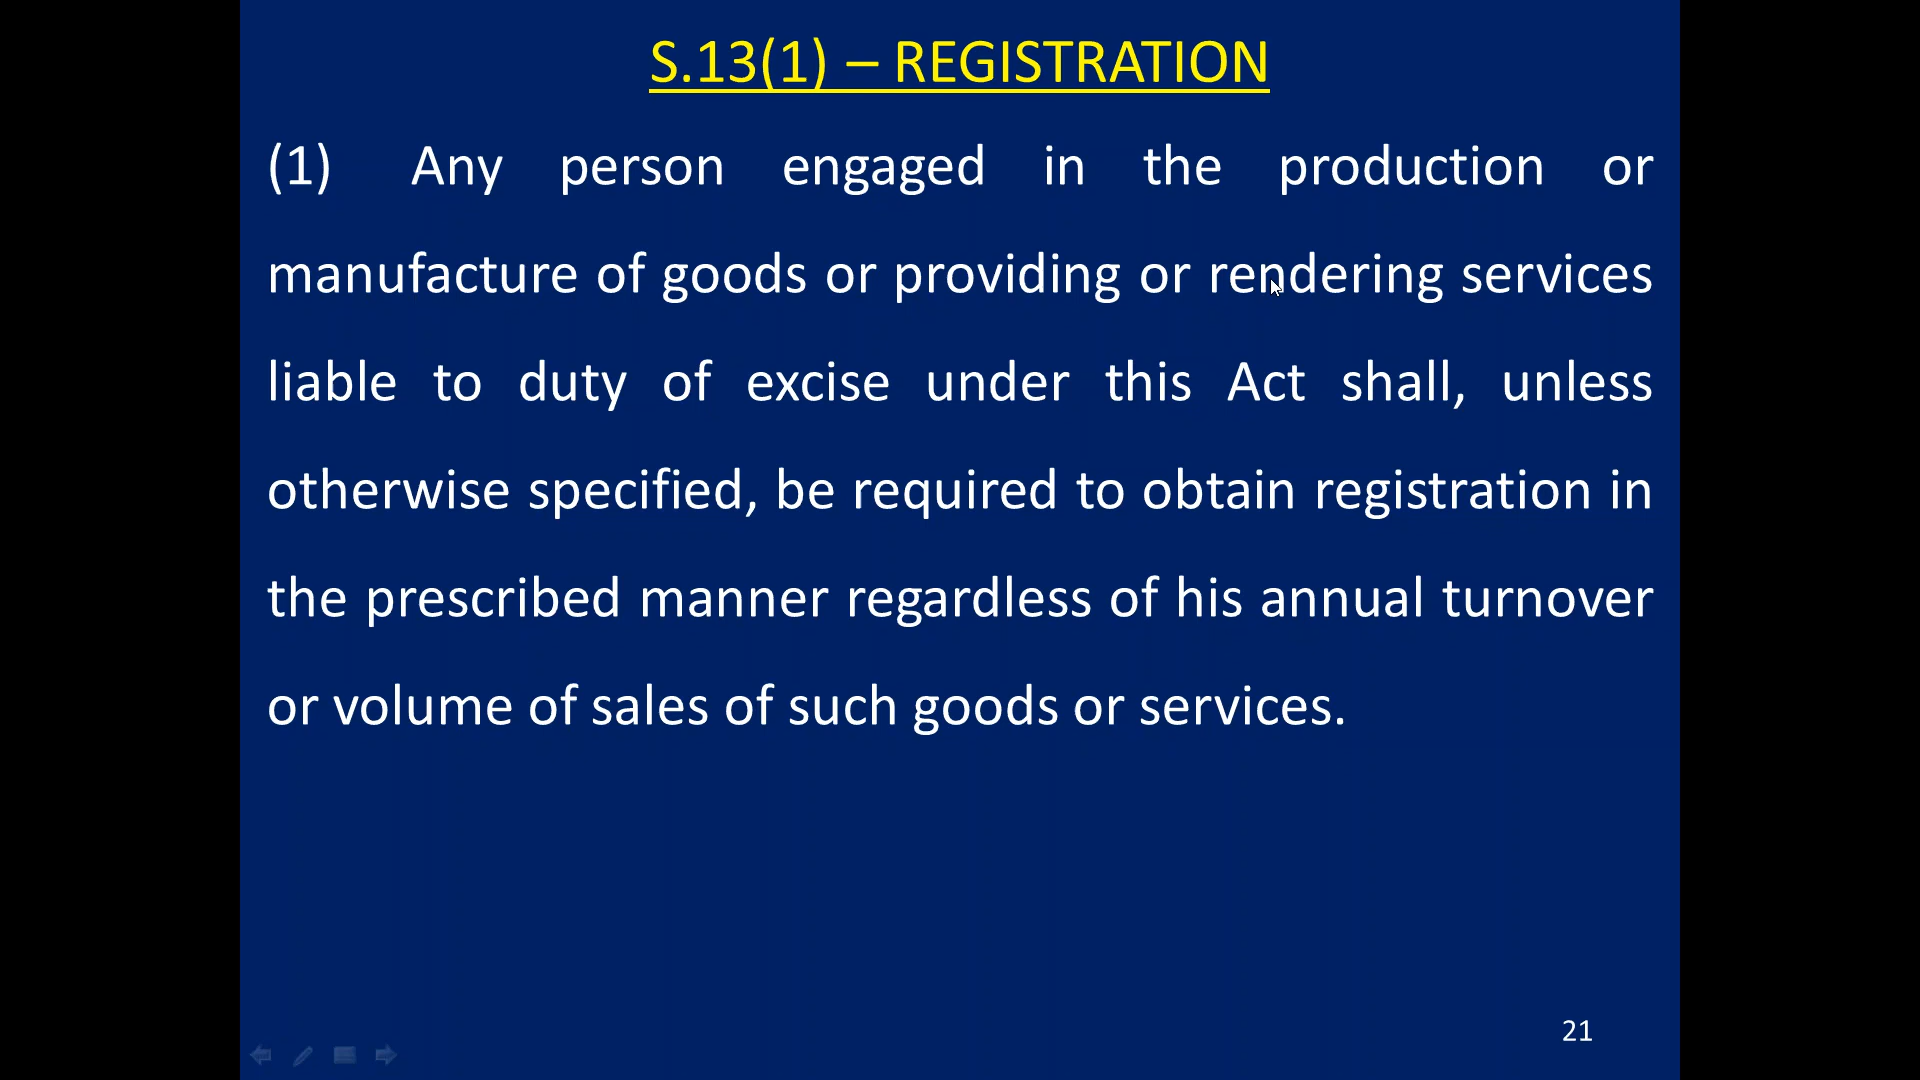 S.13(1) – REGISTRATION
(1) Any person engaged in the production or
manufacture of goods or providing or rendering services
liable to duty of excise under this Act shall, unless
otherwise specified, be required to obtain registration in
the prescribed manner regardless of his annual turnover
or volume of sales of such goods or services.
21